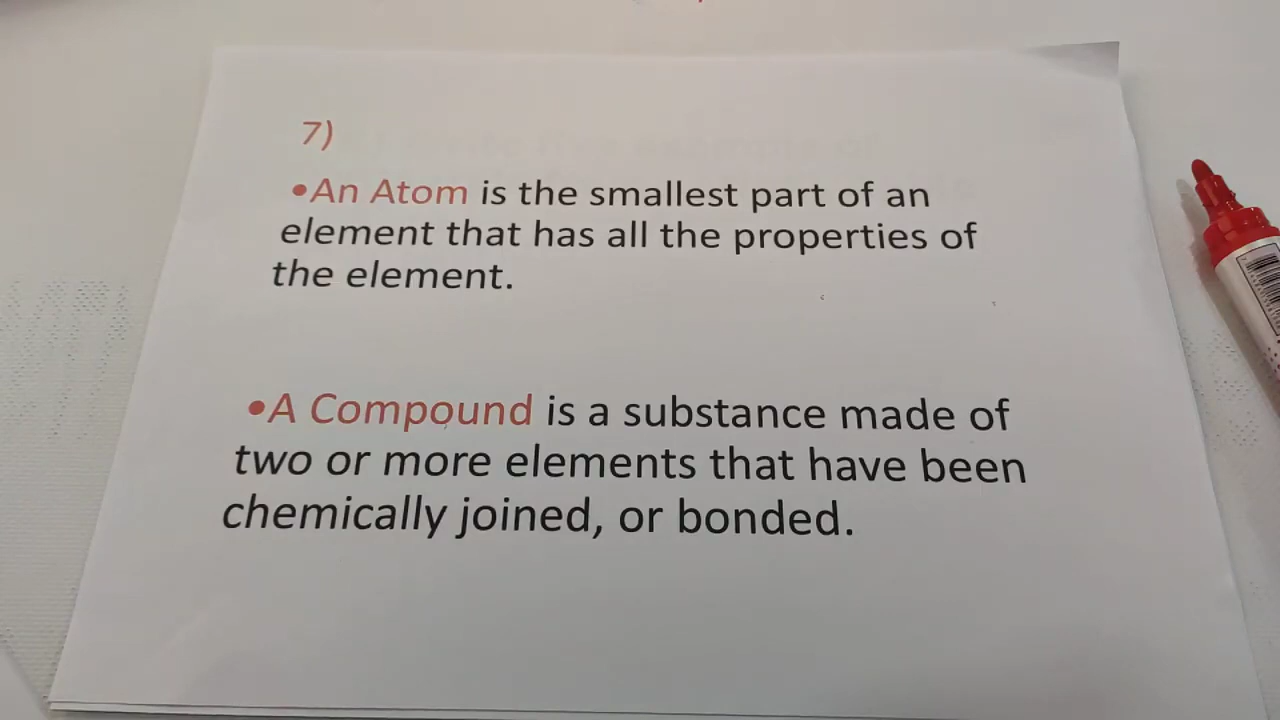 7)
•An Atom is the smallest part of an
element that has all the properties of
the element.
•A Compound is a substance made of
two or more elements that have been
chemically joined, or bonded.